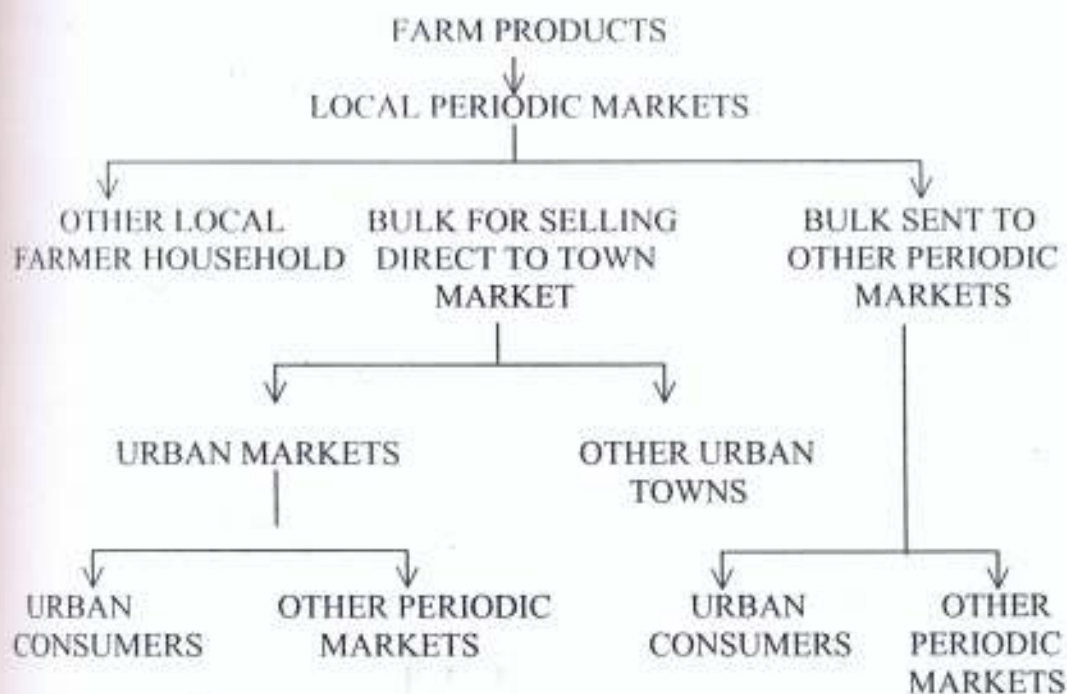 FARM PRODUCTS
LOCAL PERIODIC MARKETS
OTHER LOCAL
FARMER HOUSEHOLD
BULK FOR SELLING
DIRECT TO TOWN
MARKET
BULK SENT TO
OTHER PERIODIC
MARKETS
URBAN MARKETS
OTHER URBAN
TOWNS
URBAN
CONSUMERS
OTHER PERIODIC
MARKETS
URBAN
CONSUMERS
OTHER
PERIODIC
MARKETS